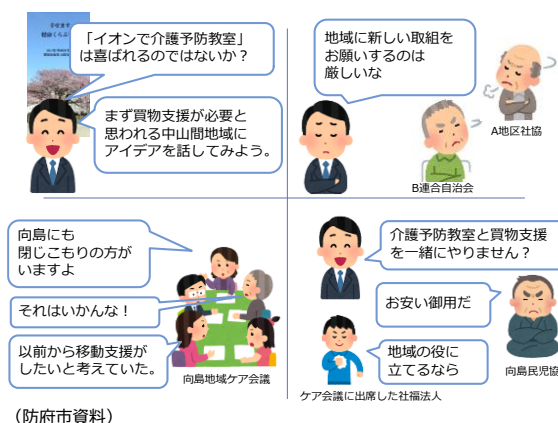 「イオンで介護予防教室」
は喜ばれるのではないか？
まず買物支援が必要と
思われる中山間地域に
アイデアを話してみよう。
地域に新しい取組を
お願いするのは
厳しいな
A地区社協
B連合自治会
向島にも
閉じこもりの方が
いますよ
それはいかんな！
以前から移動支援が
したいと考えていた。
向島地域ケア会議
介護予防教室と買物支援
を一緒にやりません？
お安い御用だ
向島民児協
地域の役に
立てるなら
ケア会議に出席した社福法人
（防府市資料）